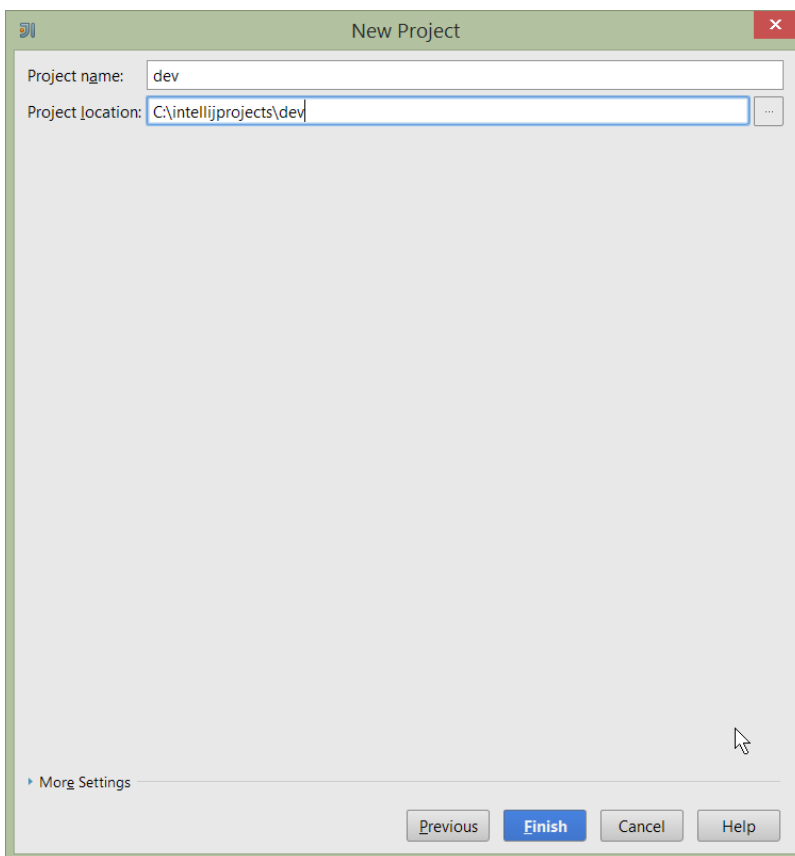 New Project
Project name: dev
Project location: C:\intellijprojects\dev ...
More Settings
Previous Finish Cancel Help